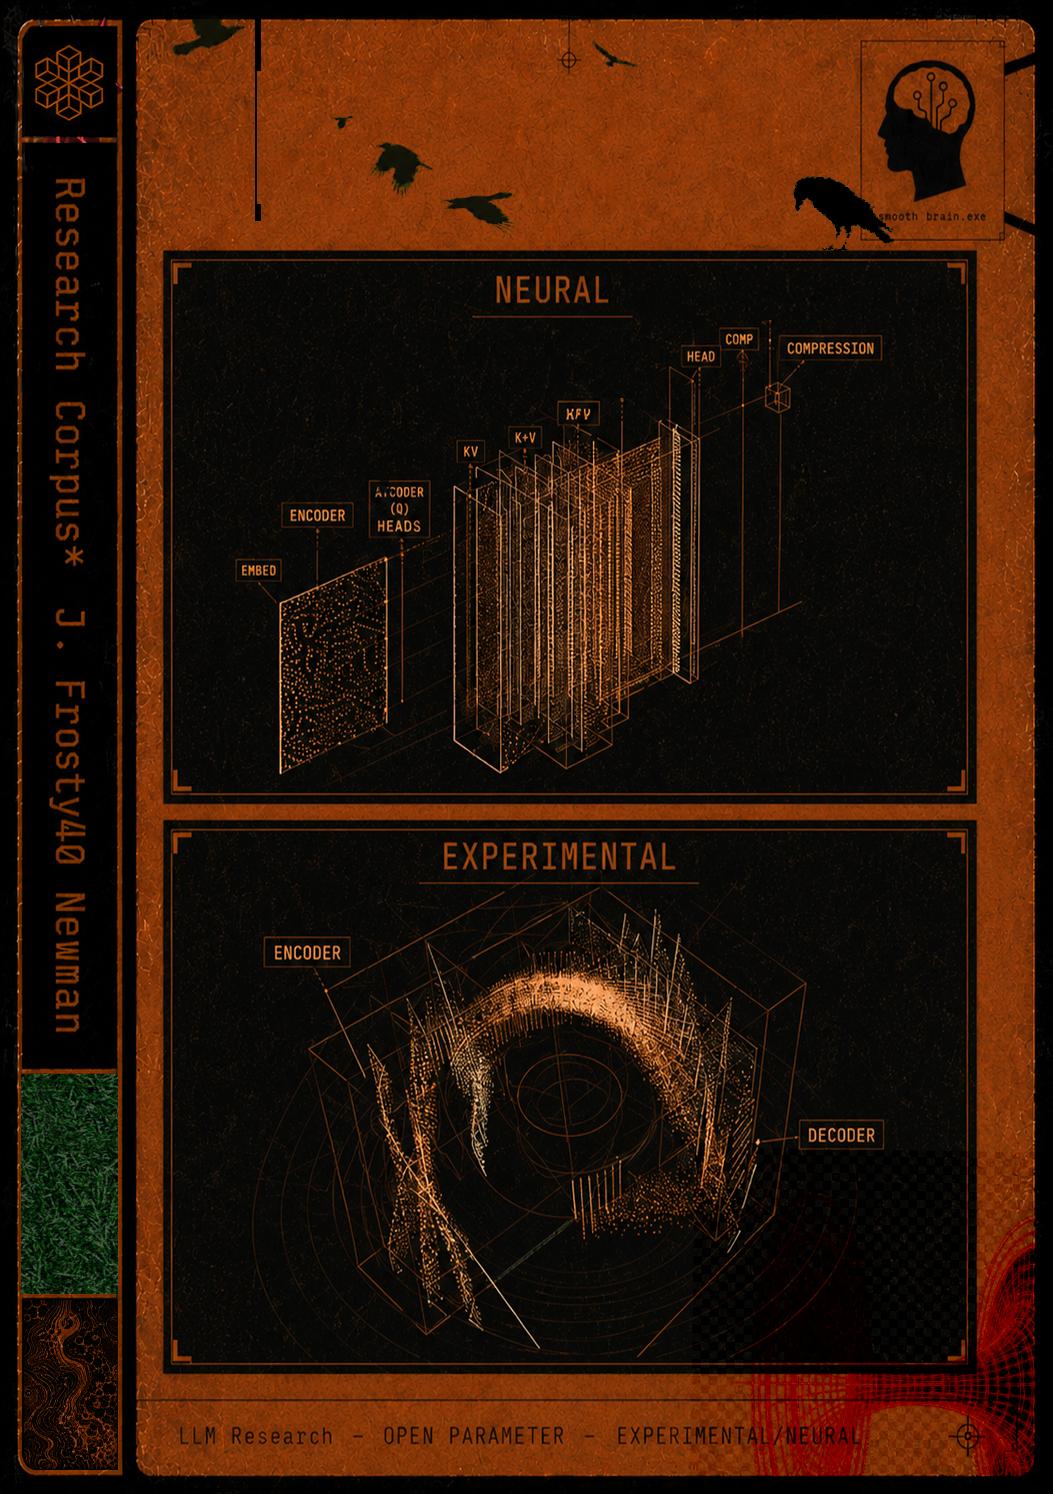 Research Corpus* J. Frosty40 Newman
smooth brain.exe
NEURAL
COMP
HEAD
COMPRESSION
K+V
KV
ENCODER
(Q)
HEADS
EMBED
EXPERIMENTAL
ENCODER
DECODER
LLM Research – OPEN PARAMETER – EXPERIMENTAL/NEURAL